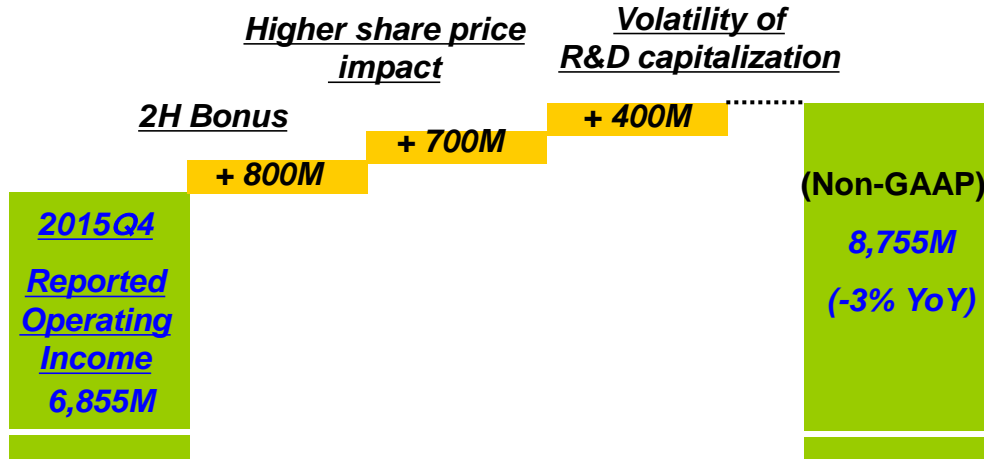 Higher share price
impact
Volatility of
R&D capitalization
2H Bonus
+ 800M
+ 700M
+ 400M
2015Q4
Reported
Operating
Income
6,855M
(Non-GAAP)
8,755M
(-3% YoY)